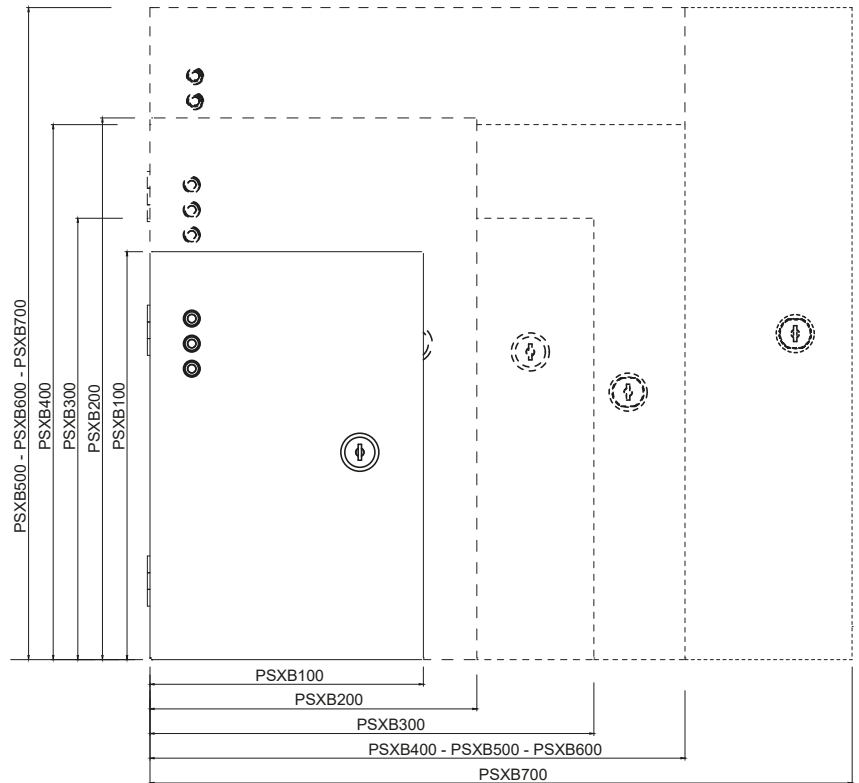 PSXB500 - PSXB600 - PSXB700
PSXB400
PSXB300
PSXB200
PSXB100
PSXB100
PSXB200
PSXB300
PSXB400 - PSXB500 - PSXB600
PSXB700